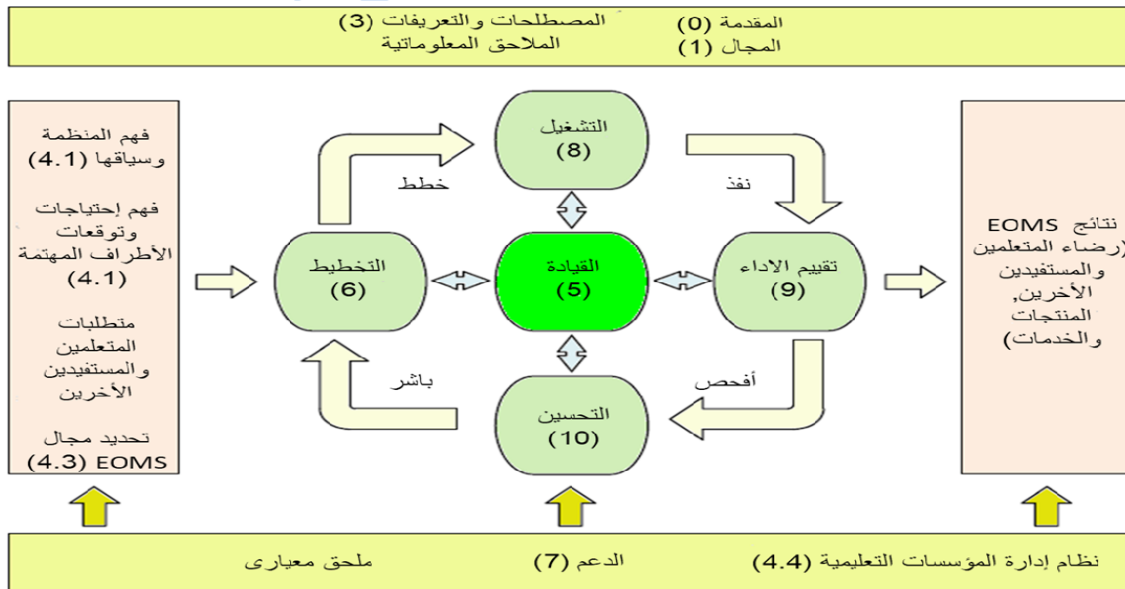 المقدمة (0)
المصطلحات والتعريفات (3)
المجال (1)
الملاحق المعلوماتية
فهم المنظمة
وسياقها (4.1)
فهم إحتياجات
وتوقعات
الأطراف المهتمة
(4.1)
متطلبات
المتعلمين
والمستفيدين
الأخرين
تحديد مجال
EOMS (4.3)
التشغيل
(8)
خطط
نفذ
التخطيط
(6)
القيادة
(5)
تقييم الاداء
(9)
باشر
أفحص
التحسين
(10)
نتائج EOMS
(إرضاء المتعلمين
والمستفيدين
الأخرين,
المنتجات
والخدمات)
نظام إدارة المؤسسات التعليمية (4.4)
الدعم (7)
ملحق معيارى